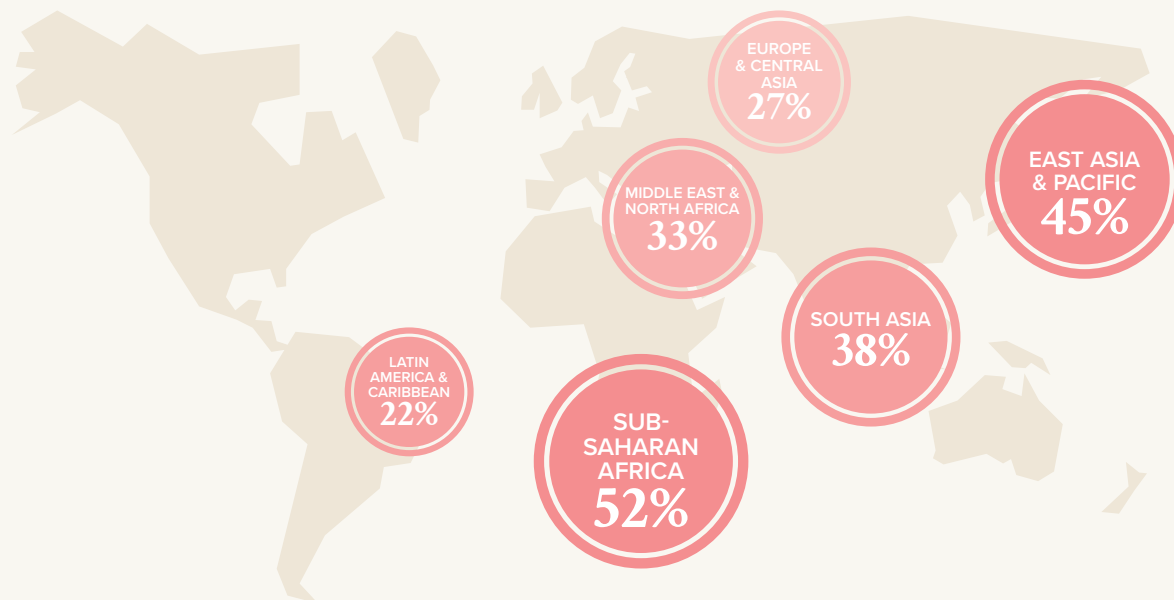 EUROPE
& CENTRAL
ASIA
27%
EAST ASIA
& PACIFIC
45%
MIDDLE EAST &
NORTH AFRICA
33%
SOUTH ASIA
38%
LATIN
AMERICA &
CARIBBEAN
22%
SUB-
SAHARAN
AFRICA
52%